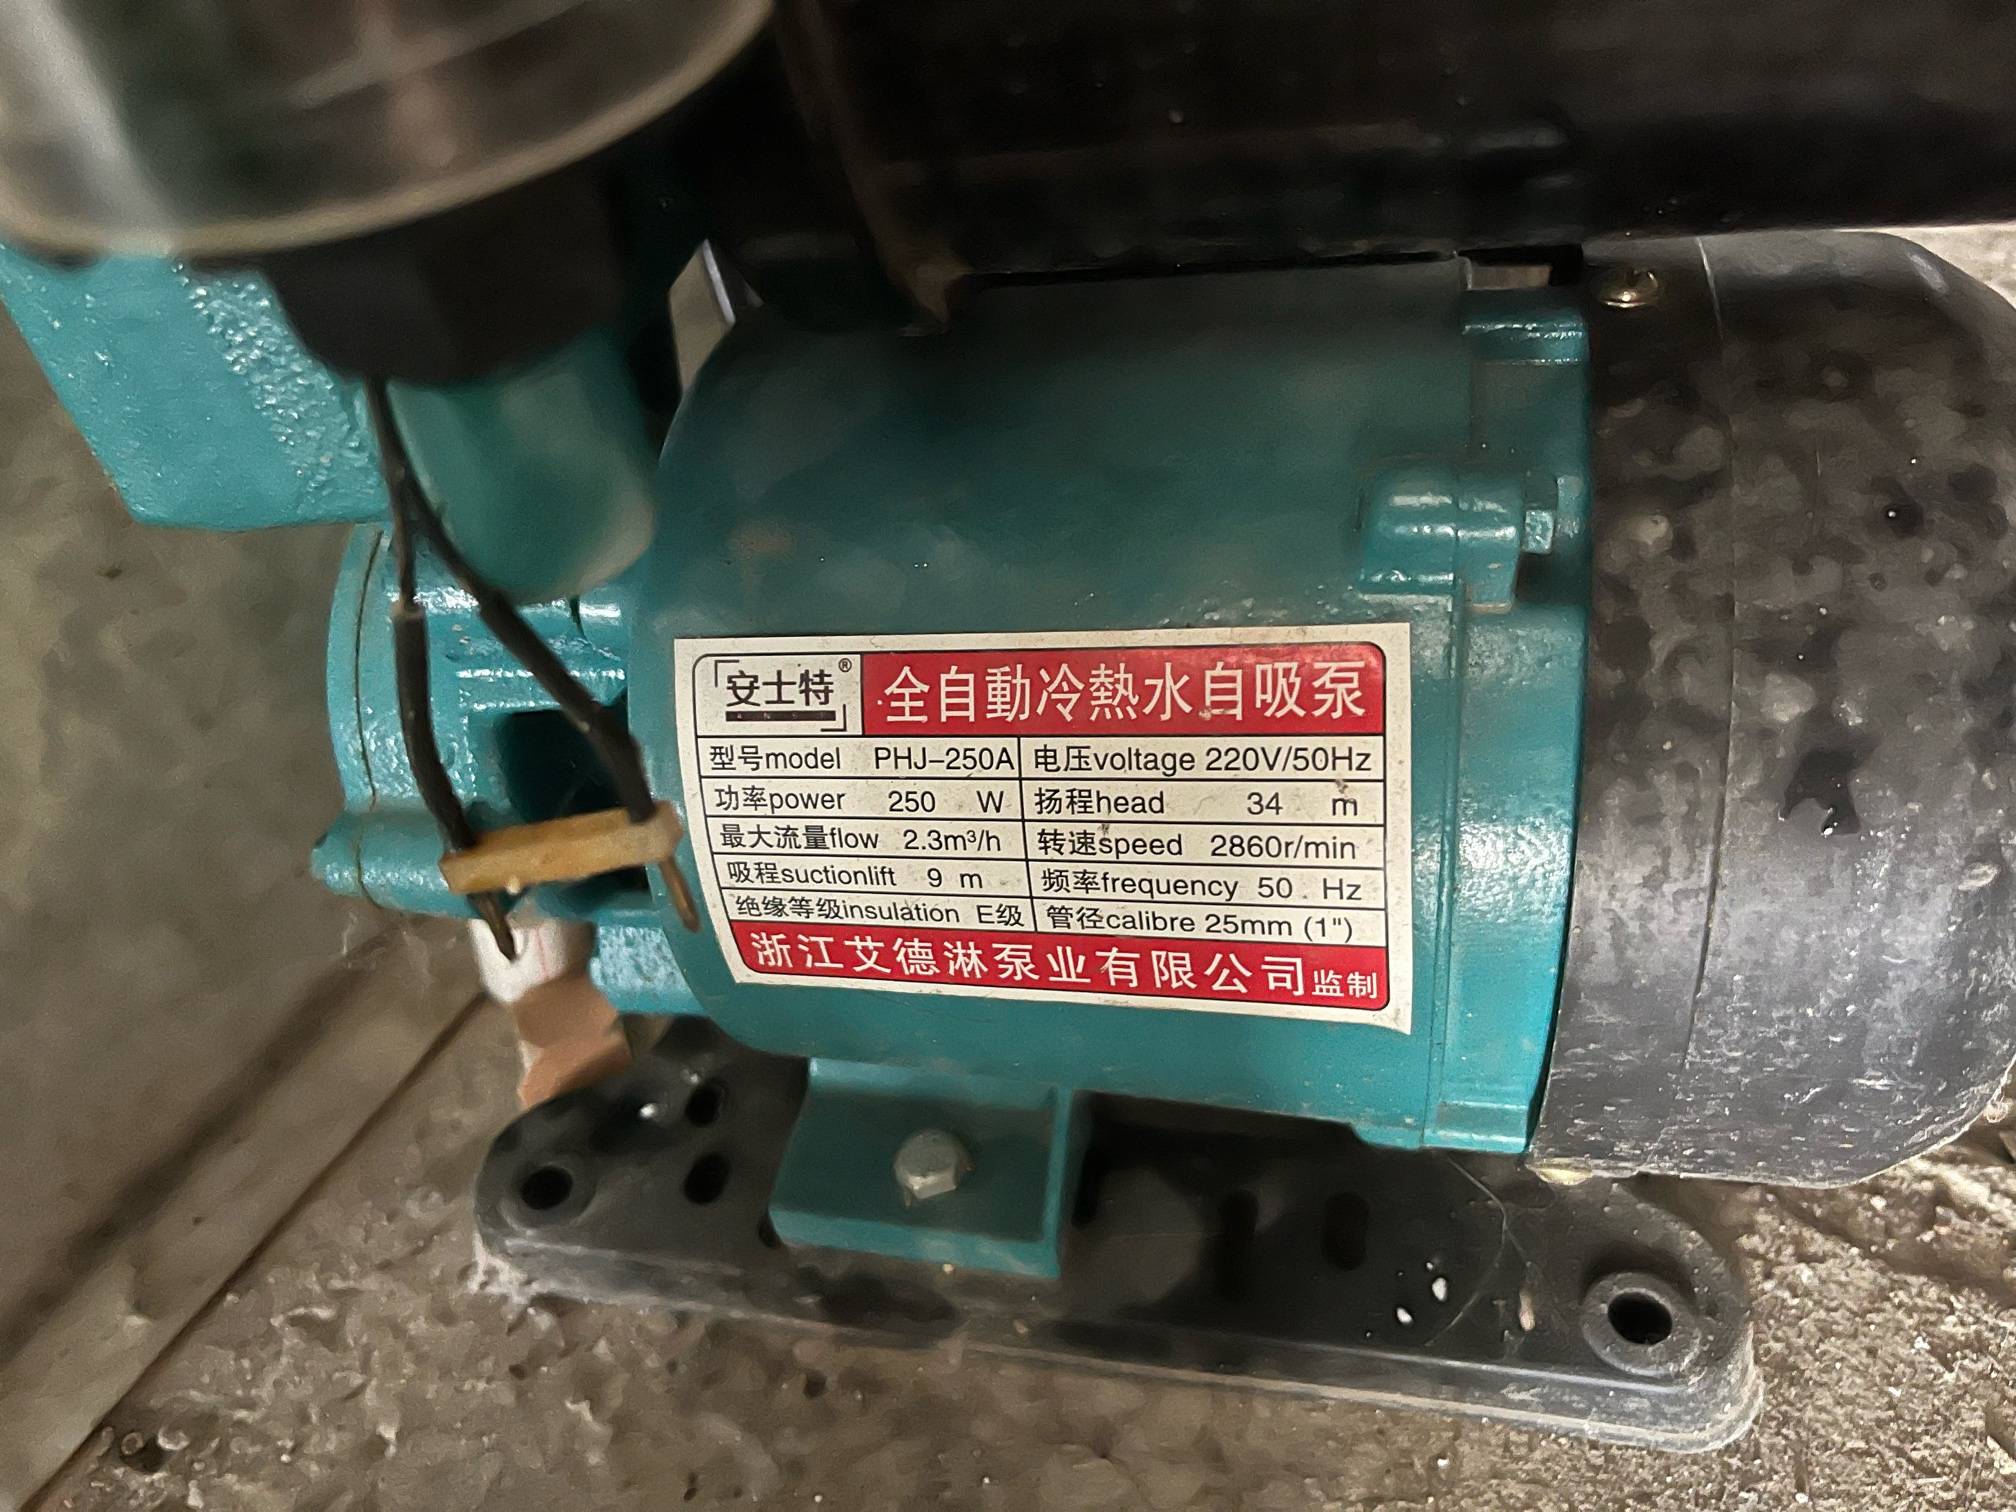 安士特®
全自動冷熱水自吸泵
型号model PHJ-250A 电压voltage 220V/50Hz
功率power 250 W 扬程head 34 m
最大流量flow 2.3m³/h 转速speed 2860r/min
吸程suctionlift 9 m 频率frequency 50 Hz
绝缘等级insulation E级 管径calibre 25mm (1")
浙江艾德淋泵业有限公司监制